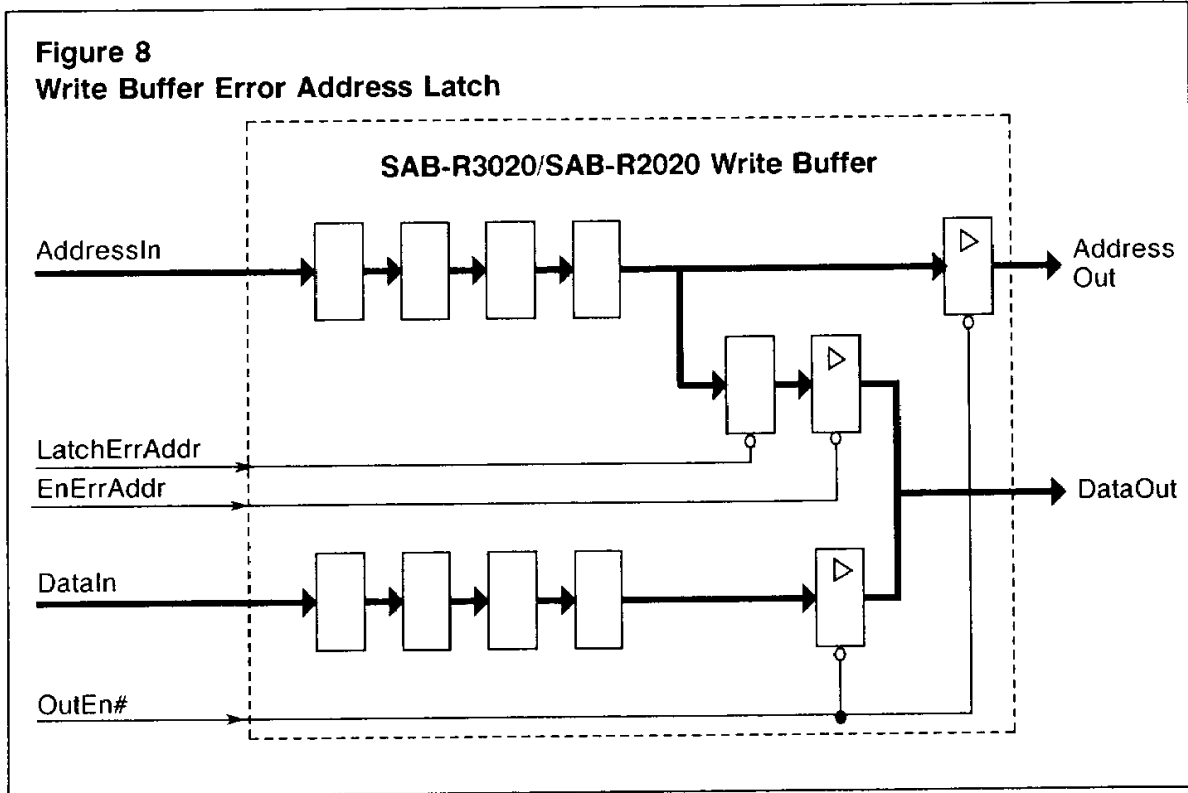 Figure 8
Write Buffer Error Address Latch
SAB-R3020/SAB-R2020 Write Buffer
AddressIn
Address
Out
LatchErrAddr
EnErrAddr
DataOut
DataIn
OutEn#